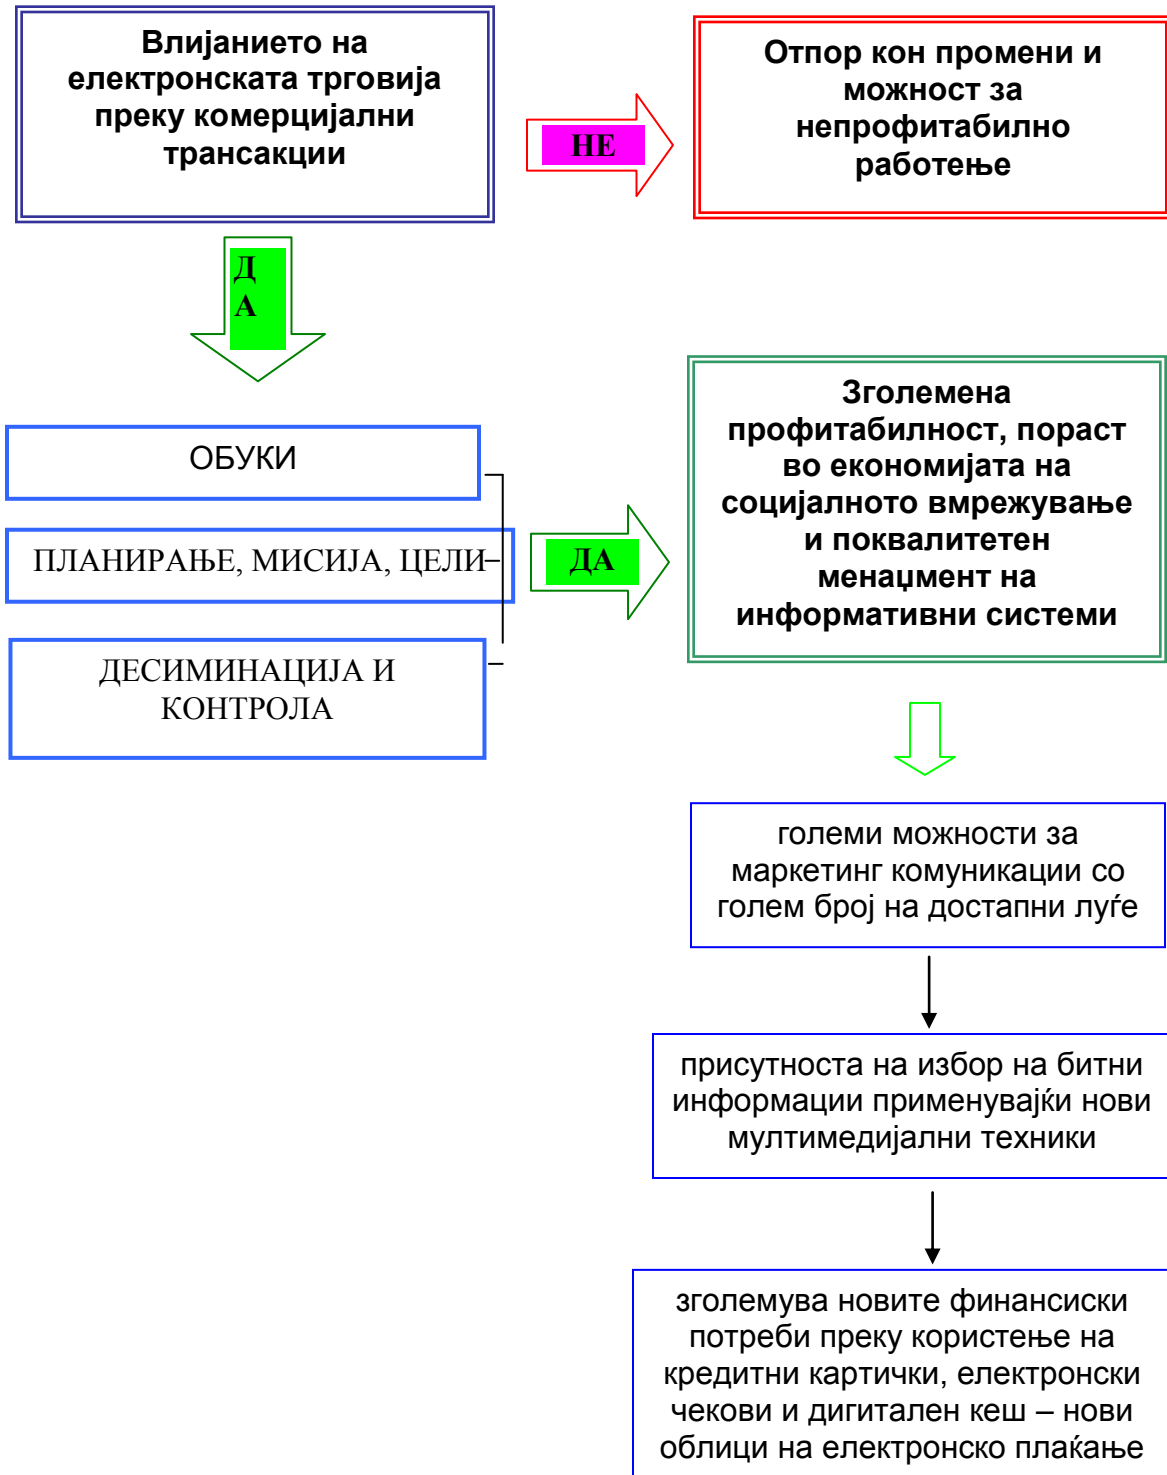 Влијанието на
електронската трговија
преку комерцијални
трансакции
НЕ
Отпор кон промени и
можност за
непрофитабилно
работење
Д
А
ОБУКИ
ПЛАНИРАЊЕ, МИСИЈА, ЦЕЛИ
ДЕСИМИНАЦИЈА И
КОНТРОЛА
ДА
Зголемена
профитабилност, пораст
во економијата на
социјалното вмрежување
и поквалитетен
менаџмент на
информативни системи
големи можности за
маркетинг комуникации со
голем број на достапни луѓе
присутноста на избор на битни
информации применувајќи нови
мултимедијални техники
зголемува новите финансиски
потреби преку користење на
кредитни картички, електронски
чекови и дигитален кеш – нови
облици на електронско плаќање